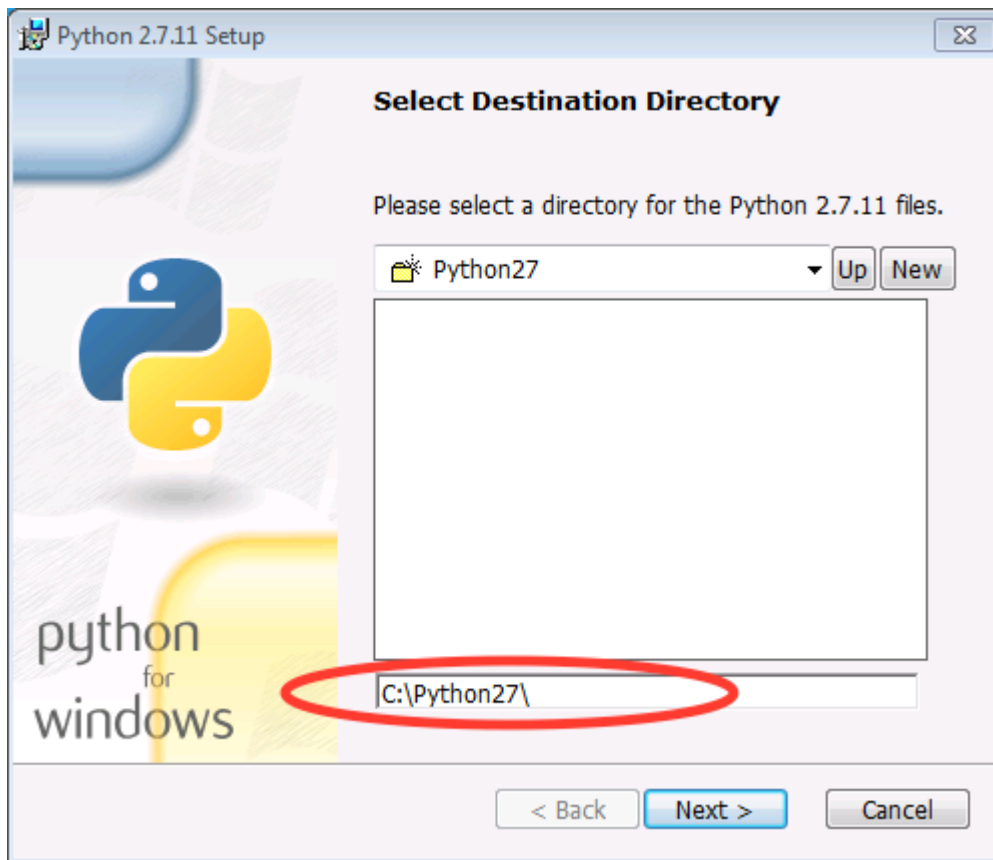 Python 2.7.11 Setup
Select Destination Directory
Please select a directory for the Python 2.7.11 files.
Python27
Up
New
C:\Python27\
python
for
windows
< Back
Next >
Cancel